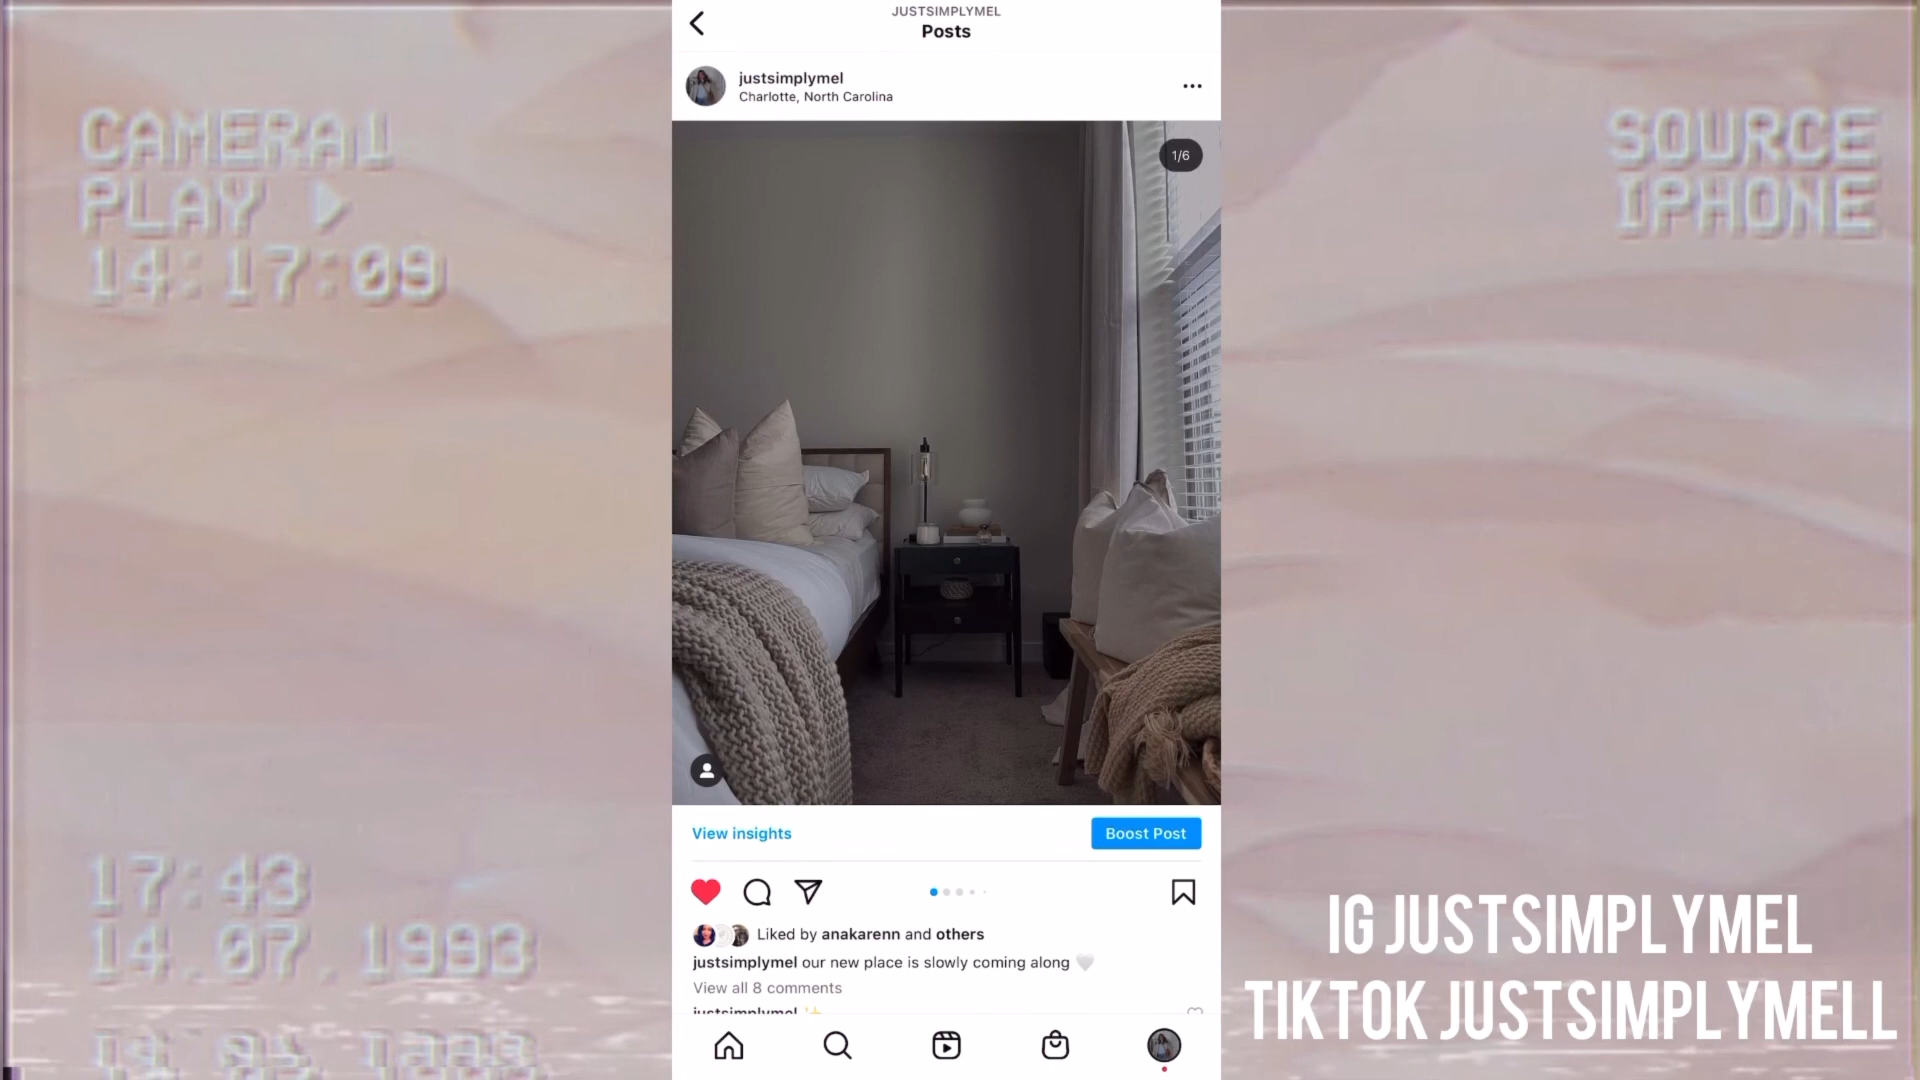 CAMERA1
PLAY
14:17:09
SOURCE
IPHONE
JUSTSIMPLYMEL
Posts
justsimplymel
Charlotte, North Carolina
1/6
View insights
Boost Post
Liked by anakarenn and others
justsimplymel our new place is slowly coming along 🤍
View all 8 comments
justsimplymel ✨
17:43
14.07.1993
IG JUSTSIMPLYMEL
TIKTOK JUSTSIMPLYMELL